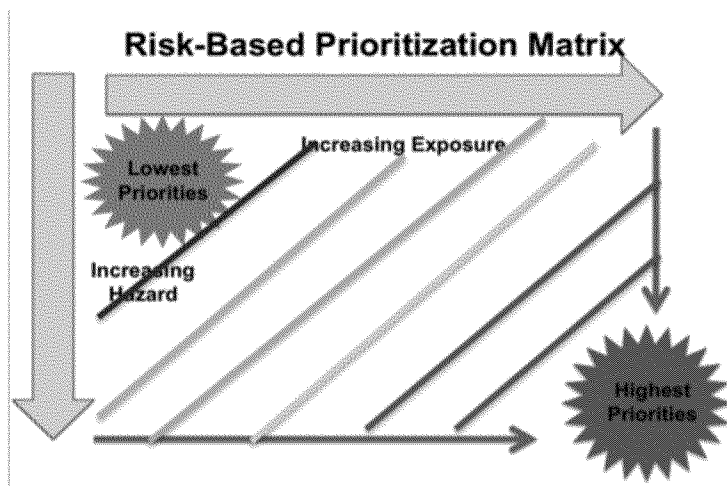 Risk-Based Prioritization Matrix
Increasing Exposure
Lowest
Priorities
Increasing
Hazard
Highest
Priorities